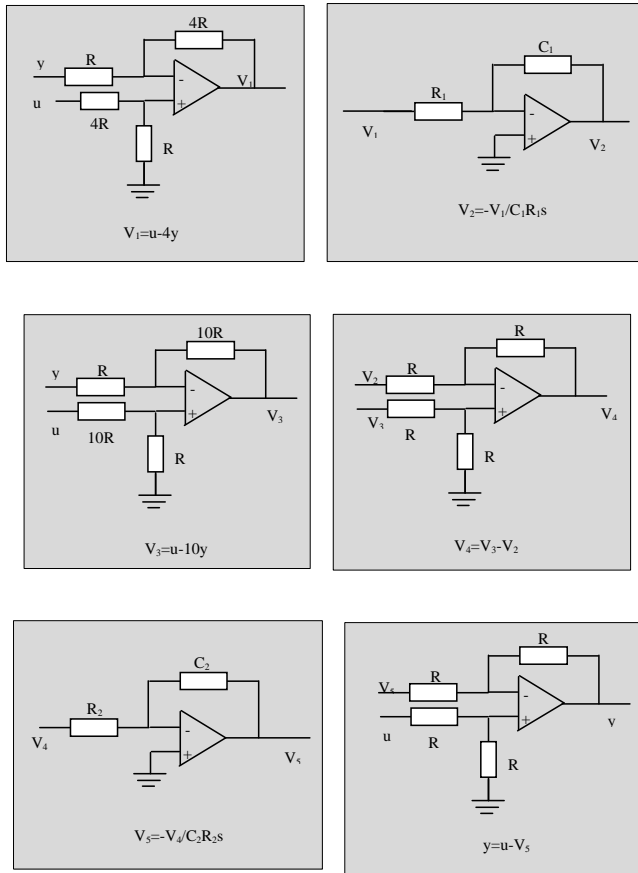 4R
y
R
V₁
u
4R
R
V₁=u-4y
C₁
R₁
V₁
V₂
V₂=-V₁/C₁R₁s
10R
y
R
V₃
u
10R
R
V₃=u-10y
R
V₂
R
V₄
V₃
R
R
V₄=V₃-V₂
C₂
R₂
V₄
V₅
V₅=-V₄/C₂R₂s
R
R
V₅
y
u
R
R
y=u-V₅